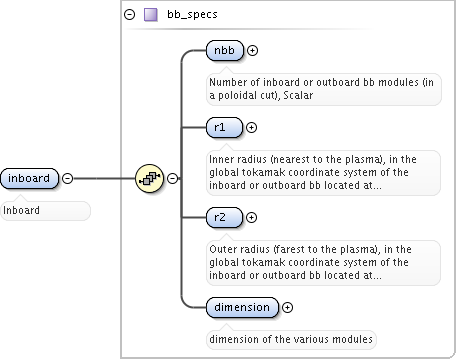 bb_specs
nbb
Number of inboard or outboard bb modules (in
a poloidal cut), Scalar
r1
Inner radius (nearest to the plasma), in the
global tokamak coordinate system of the
inboard or outboard bb located at...
inboard
Inboard
r2
Outer radius (farest to the plasma), in the
global tokamak coordinate system of the
inboard or outboard bb located at...
dimension
dimension of the various modules